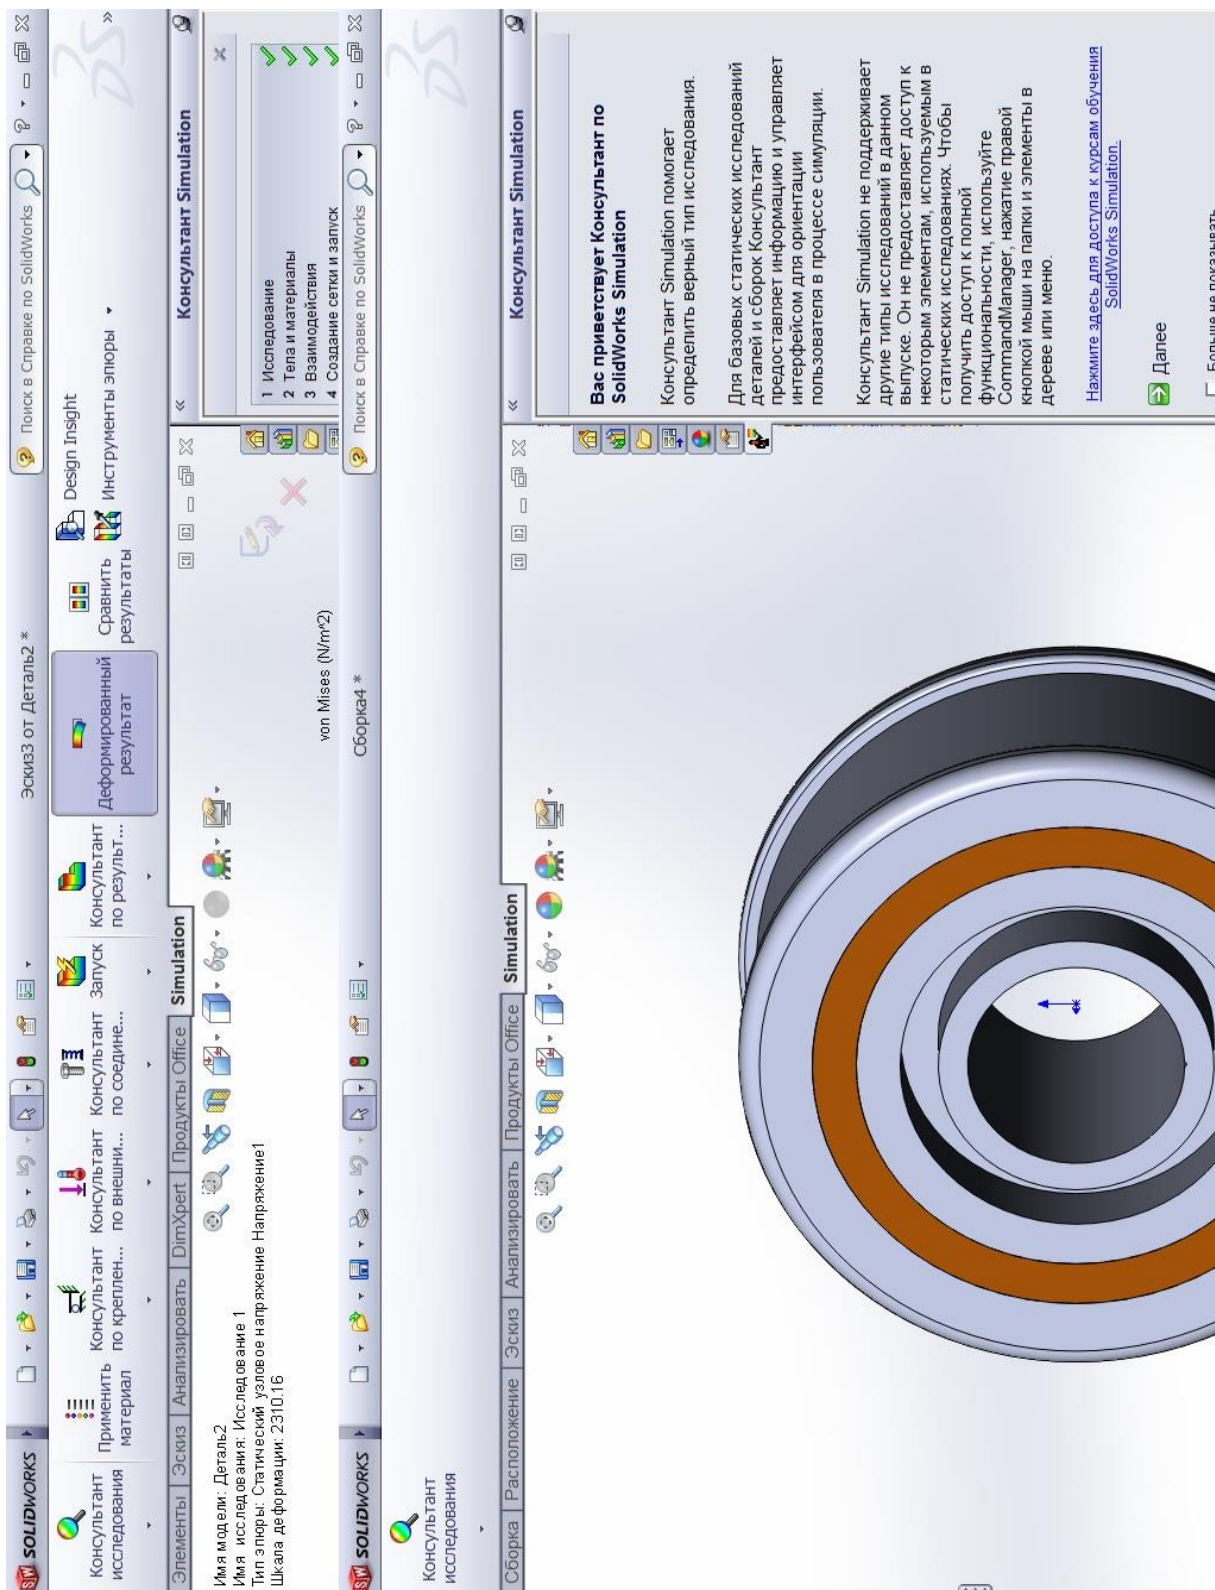 SOLIDWORKS
Эскиз3 от Деталь2 *
Поиск в Справке по SolidWorks
?
Консультант
исследования
Применить
материал
Консультант
по креплен...
Консультант
по внешни...
Консультант
по соедине...
Запуск
Консультант
по результ...
Деформированный
результат
Сравнить
результаты
Design Insight
Инструменты эпюры
»
Элементы
Эскиз
Анализировать
DimXpert
Продукты Office
Simulation
«
Консультант Simulation
Имя модели: Деталь2
Имя исследования: Исследование 1
Тип эпюры: Статический узловое напряжение Напряжение1
Шкала деформации: 2310.16
von Mises (N/m^2)
1 Исследование
2 Тела и материалы
3 Взаимодействия
4 Создание сетки и запуск
SOLIDWORKS
Сборка4 *
Поиск в Справке по SolidWorks
?
Консультант
исследования
Сборка
Расположение
Эскиз
Анализировать
Продукты Office
Simulation
«
Консультант Simulation
Вас приветствует Консультант по
SolidWorks Simulation
Консультант Simulation помогает
определить верный тип исследования.
Для базовых статических исследований
деталей и сборок Консультант
предоставляет информацию и управляет
интерфейсом для ориентации
пользователя в процессе симуляции.
Консультант Simulation не поддерживает
другие типы исследований в данном
выпуске. Он не предоставляет доступ к
некоторым элементам, используемым в
статических исследованиях. Чтобы
получить доступ к полной
функциональности, используйте
CommandManager, нажатие правой
кнопкой мыши на папки и элементы в
дереве или меню.
Нажмите здесь для доступа к курсам обучения
SolidWorks Simulation.
Далее
Больше не показывать